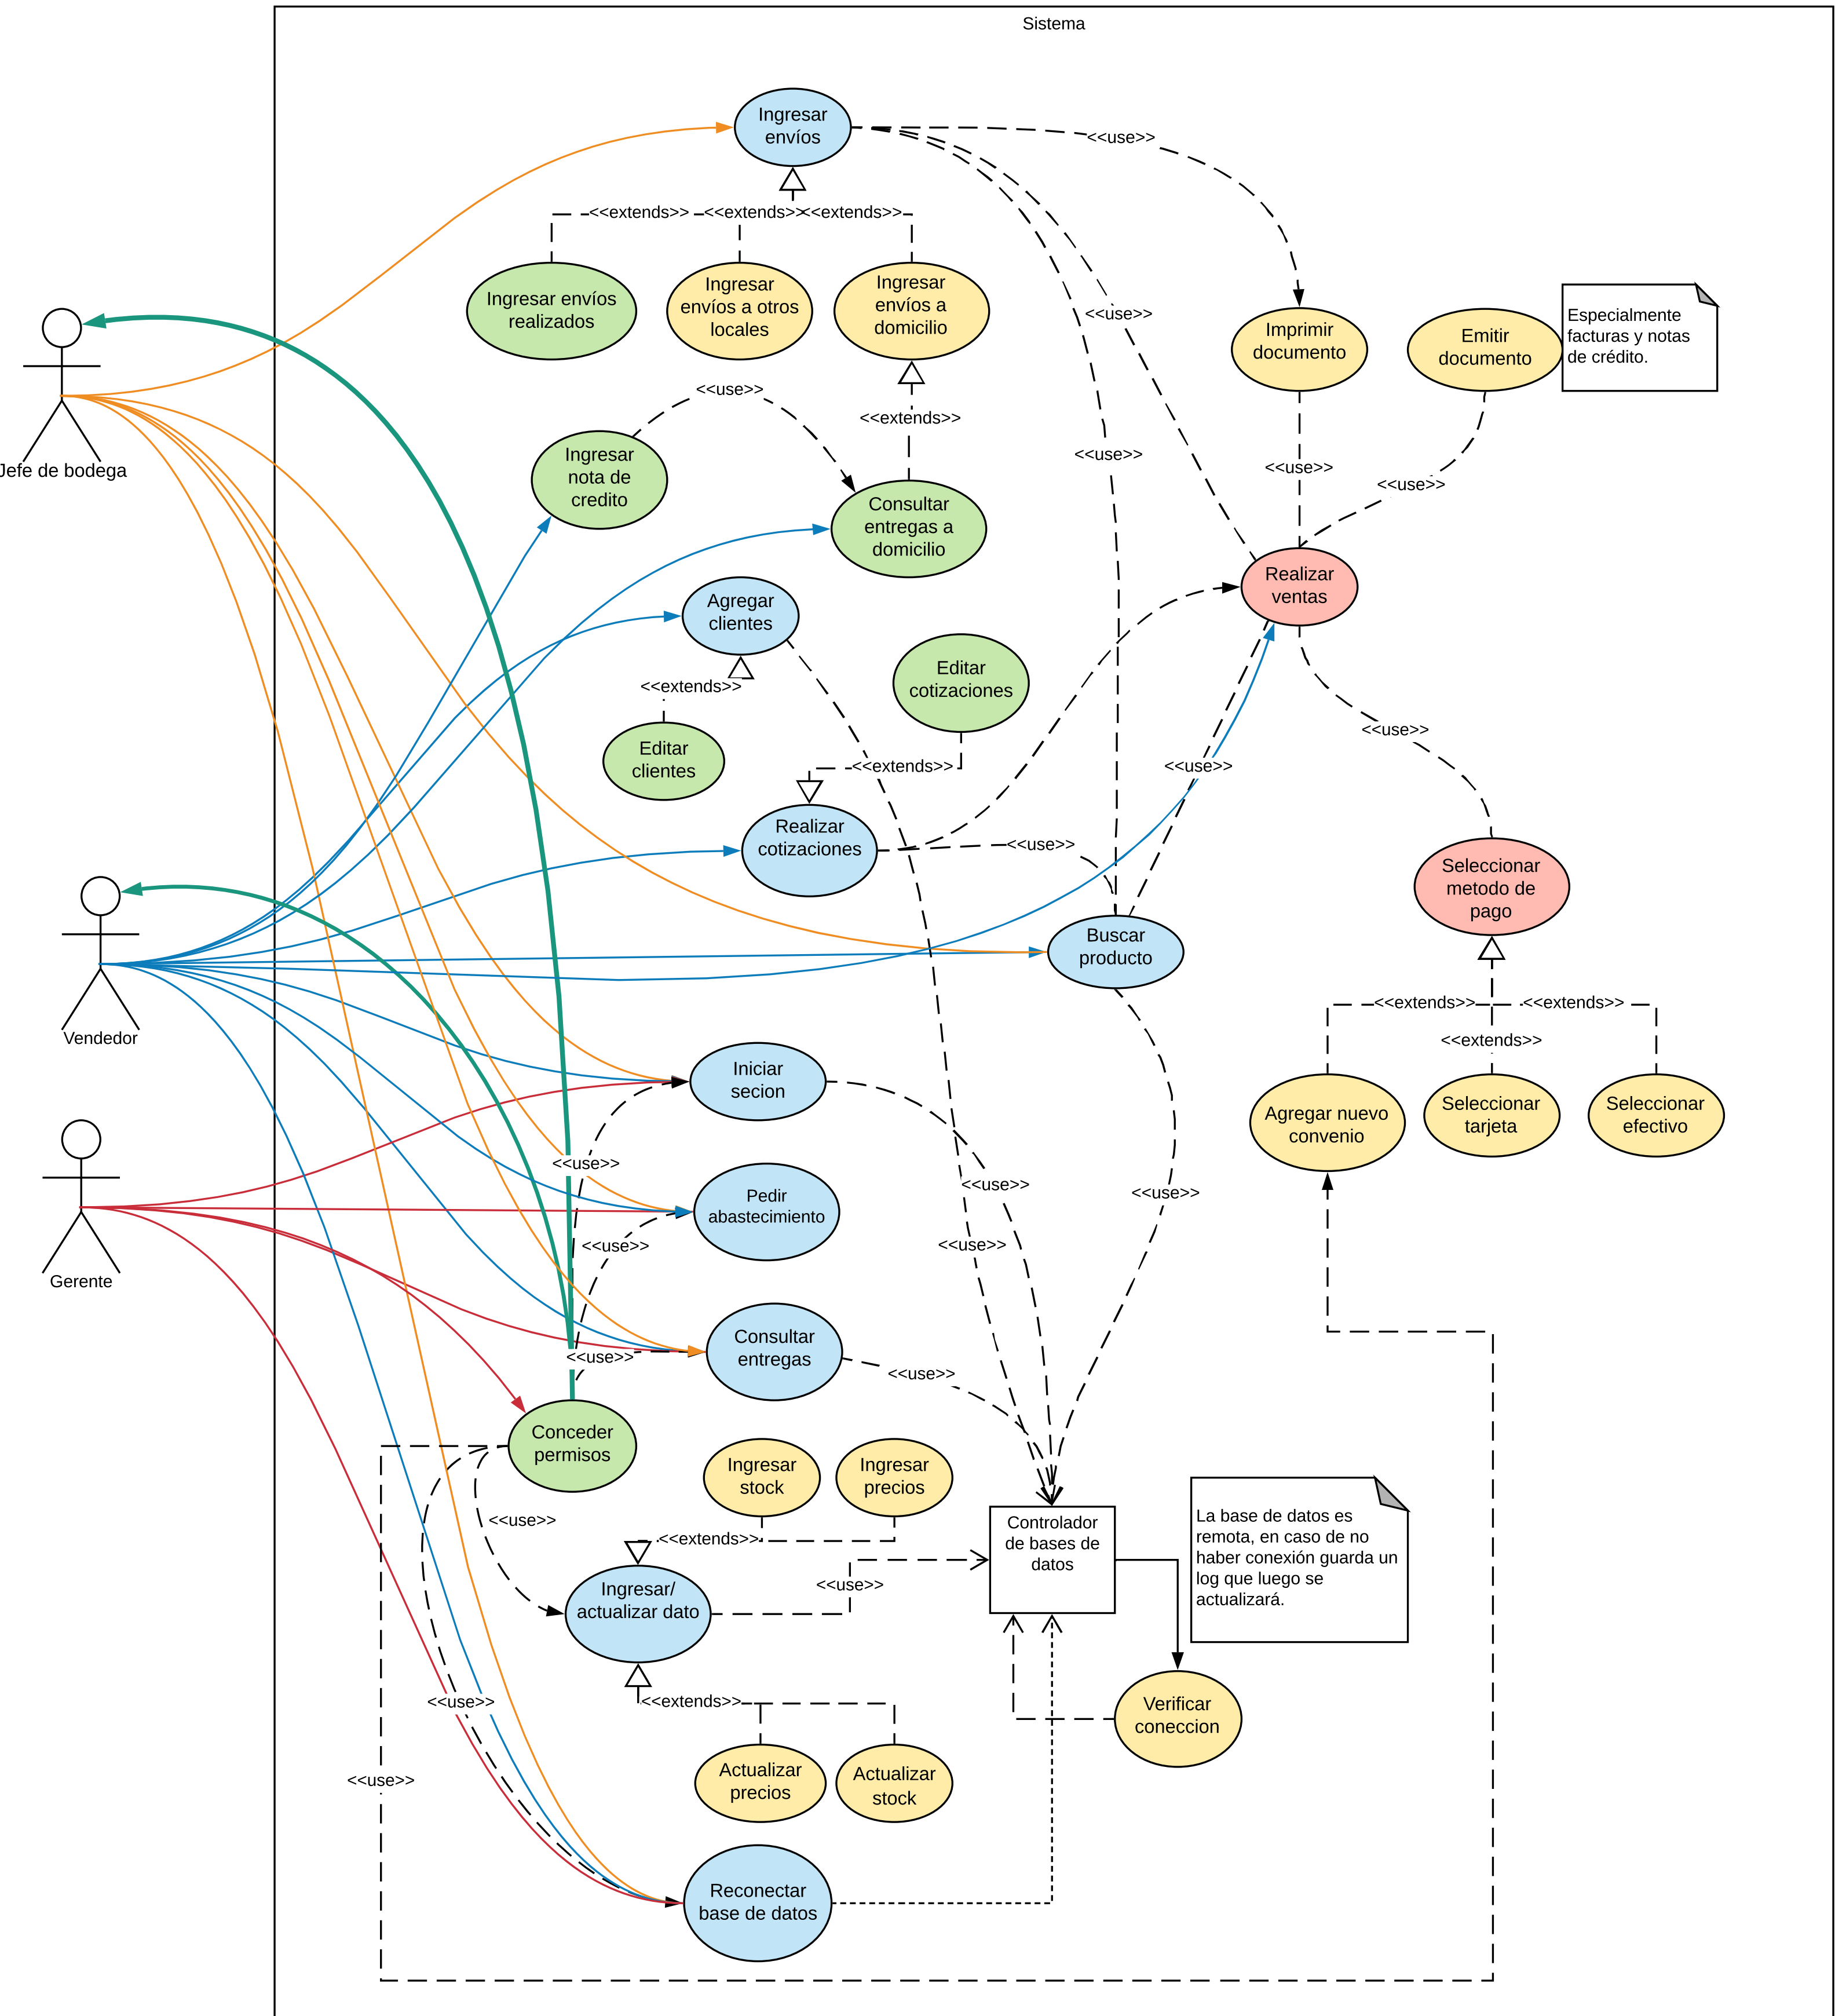 Sistema
Ingresar
envíos
<<use>>
<<extends>>
<<extends>>
<<extends>>
Ingresar envíos
realizados
Ingresar
envíos a otros
locales
Ingresar
envíos a
domicilio
<<use>>
Imprimir
documento
Emitir
documento
Especialmente
facturas y notas
de crédito.
Jefe de bodega
<<use>>
<<extends>>
<<use>>
<<use>>
<<use>>
Ingresar
nota de
credito
Consultar
entregas a
domicilio
Realizar
ventas
Agregar
clientes
<<extends>>
Editar
cotizaciones
Editar
clientes
<<extends>>
<<use>>
<<use>>
Realizar
cotizaciones
<<use>>
Seleccionar
metodo de
pago
Buscar
producto
Vendedor
<<extends>>
<<extends>>
<<extends>>
Iniciar
secion
Agregar nuevo
convenio
Seleccionar
tarjeta
Seleccionar
efectivo
<<use>>
<<use>>
<<use>>
Pedir
abastecimiento
<<use>>
<<use>>
Gerente
Consultar
entregas
<<use>>
<<use>>
Conceder
permisos
Ingresar
stock
Ingresar
precios
<<use>>
<<extends>>
Controlador
de bases de
datos
La base de datos es
remota, en caso de no
haber conexión guarda un
log que luego se
actualizará.
Ingresar/
actualizar dato
<<use>>
<<use>>
<<extends>>
Verificar
coneccion
<<use>>
Actualizar
precios
Actualizar
stock
Reconectar
base de datos